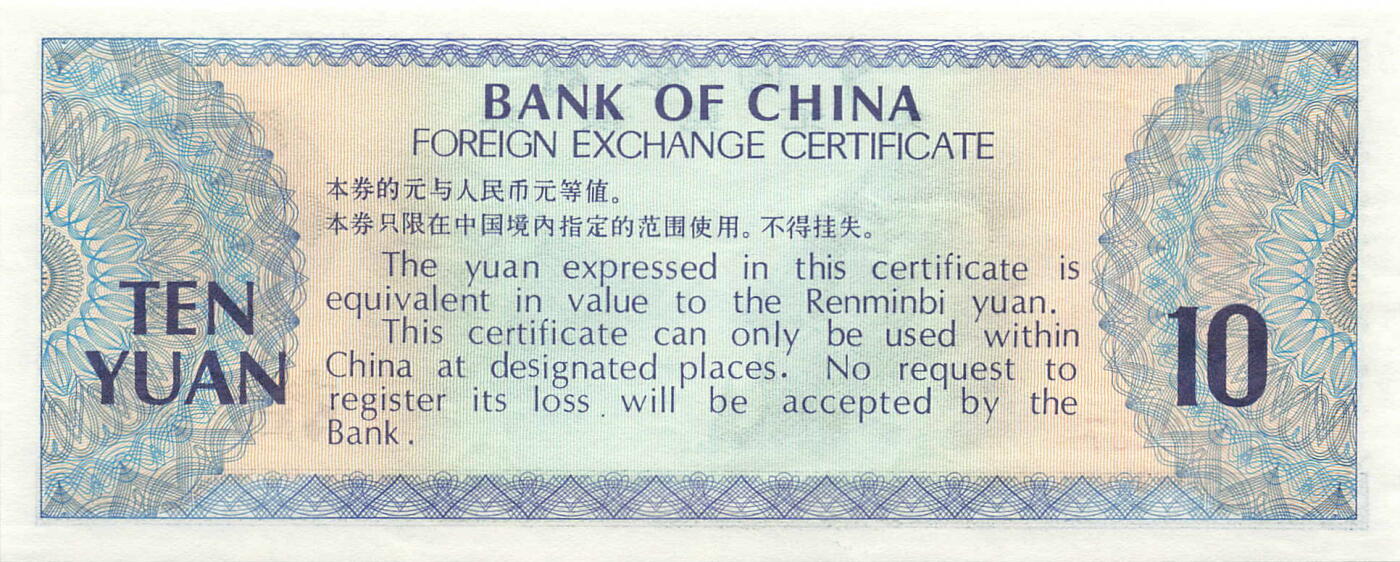 BANK OF CHINA
FOREIGN EXCHANGE CERTIFICATE
本券的元与人民币元等值。
本券只限在中国境内指定的范围使用。不得挂失。
The yuan expressed in this certificate is
equivalent in value to the Renminbi yuan.
This certificate can only be used within
China at designated places. No request to
register its loss will be accepted by the
Bank.
TEN
YUAN
10